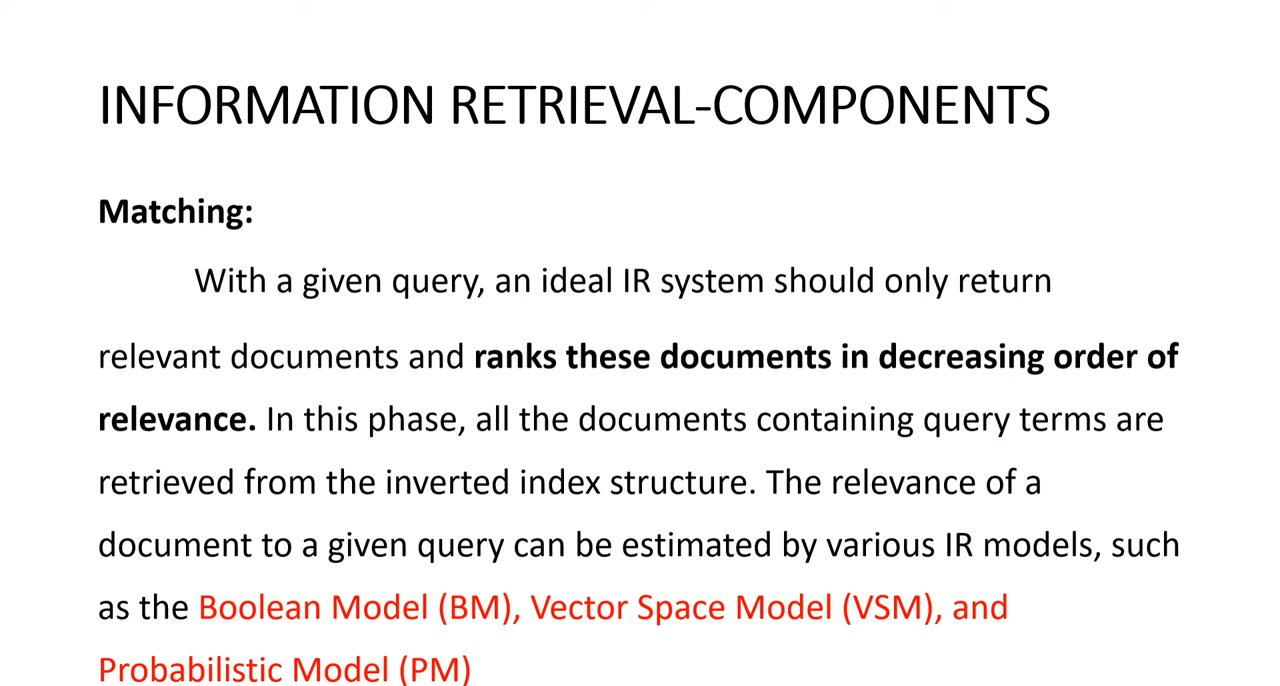 INFORMATION RETRIEVAL-COMPONENTS
Matching:
With a given query, an ideal IR system should only return
relevant documents and ranks these documents in decreasing order of
relevance. In this phase, all the documents containing query terms are
retrieved from the inverted index structure. The relevance of a
document to a given query can be estimated by various IR models, such
as the Boolean Model (BM), Vector Space Model (VSM), and
Probabilistic Model (PM)